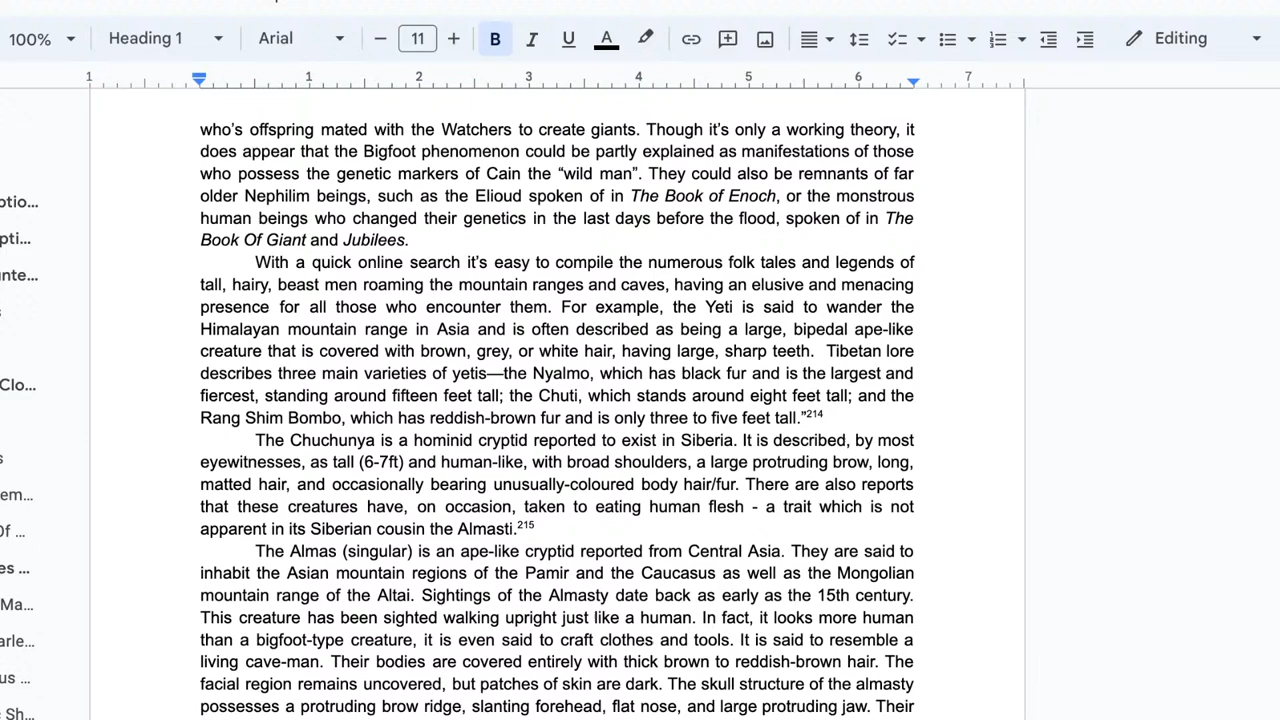 100% Heading 1 Arial 11 B I U A Editing
1 1 2 3 4 5 6 7
who's offspring mated with the Watchers to create giants. Though it's only a working theory, it
does appear that the Bigfoot phenomenon could be partly explained as manifestations of those
who possess the genetic markers of Cain the “wild man”. They could also be remnants of far
older Nephilim beings, such as the Elioud spoken of in The Book of Enoch, or the monstrous
human beings who changed their genetics in the last days before the flood, spoken of in The
Book Of Giant and Jubilees.
With a quick online search it's easy to compile the numerous folk tales and legends of
tall, hairy, beast men roaming the mountain ranges and caves, having an elusive and menacing
presence for all those who encounter them. For example, the Yeti is said to wander the
Himalayan mountain range in Asia and is often described as being a large, bipedal ape-like
creature that is covered with brown, grey, or white hair, having large, sharp teeth. Tibetan lore
describes three main varieties of yetis—the Nyalmo, which has black fur and is the largest and
fiercest, standing around fifteen feet tall; the Chuti, which stands around eight feet tall; and the
Rang Shim Bombo, which has reddish-brown fur and is only three to five feet tall.”214
The Chuchunya is a hominid cryptid reported to exist in Siberia. It is described, by most
eyewitnesses, as tall (6-7ft) and human-like, with broad shoulders, a large protruding brow, long,
matted hair, and occasionally bearing unusually-coloured body hair/fur. There are also reports
that these creatures have, on occasion, taken to eating human flesh - a trait which is not
apparent in its Siberian cousin the Almasti.215
The Almas (singular) is an ape-like cryptid reported from Central Asia. They are said to
inhabit the Asian mountain regions of the Pamir and the Caucasus as well as the Mongolian
mountain range of the Altai. Sightings of the Almasty date back as early as the 15th century.
This creature has been sighted walking upright just like a human. In fact, it looks more human
than a bigfoot-type creature, it is even said to craft clothes and tools. It is said to resemble a
living cave-man. Their bodies are covered entirely with thick brown to reddish-brown hair. The
facial region remains uncovered, but patches of skin are dark. The skull structure of the almasty
possesses a protruding brow ridge, slanting forehead, flat nose, and large protruding jaw. Their
ptio...
pti...
nte...
s
Clo...
s
em...
Of ...
es ...
Ma...
arle...
us ...
c Sh...